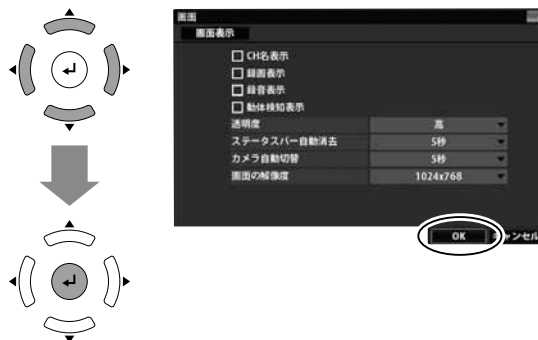 画面
画面表示
CH名表示
録画表示
録音表示
動体検知表示
透明度 高
ステータスバー自動消去 5秒
カメラ自動切替 5秒
画面の解像度 1024x768
OK キャンセル